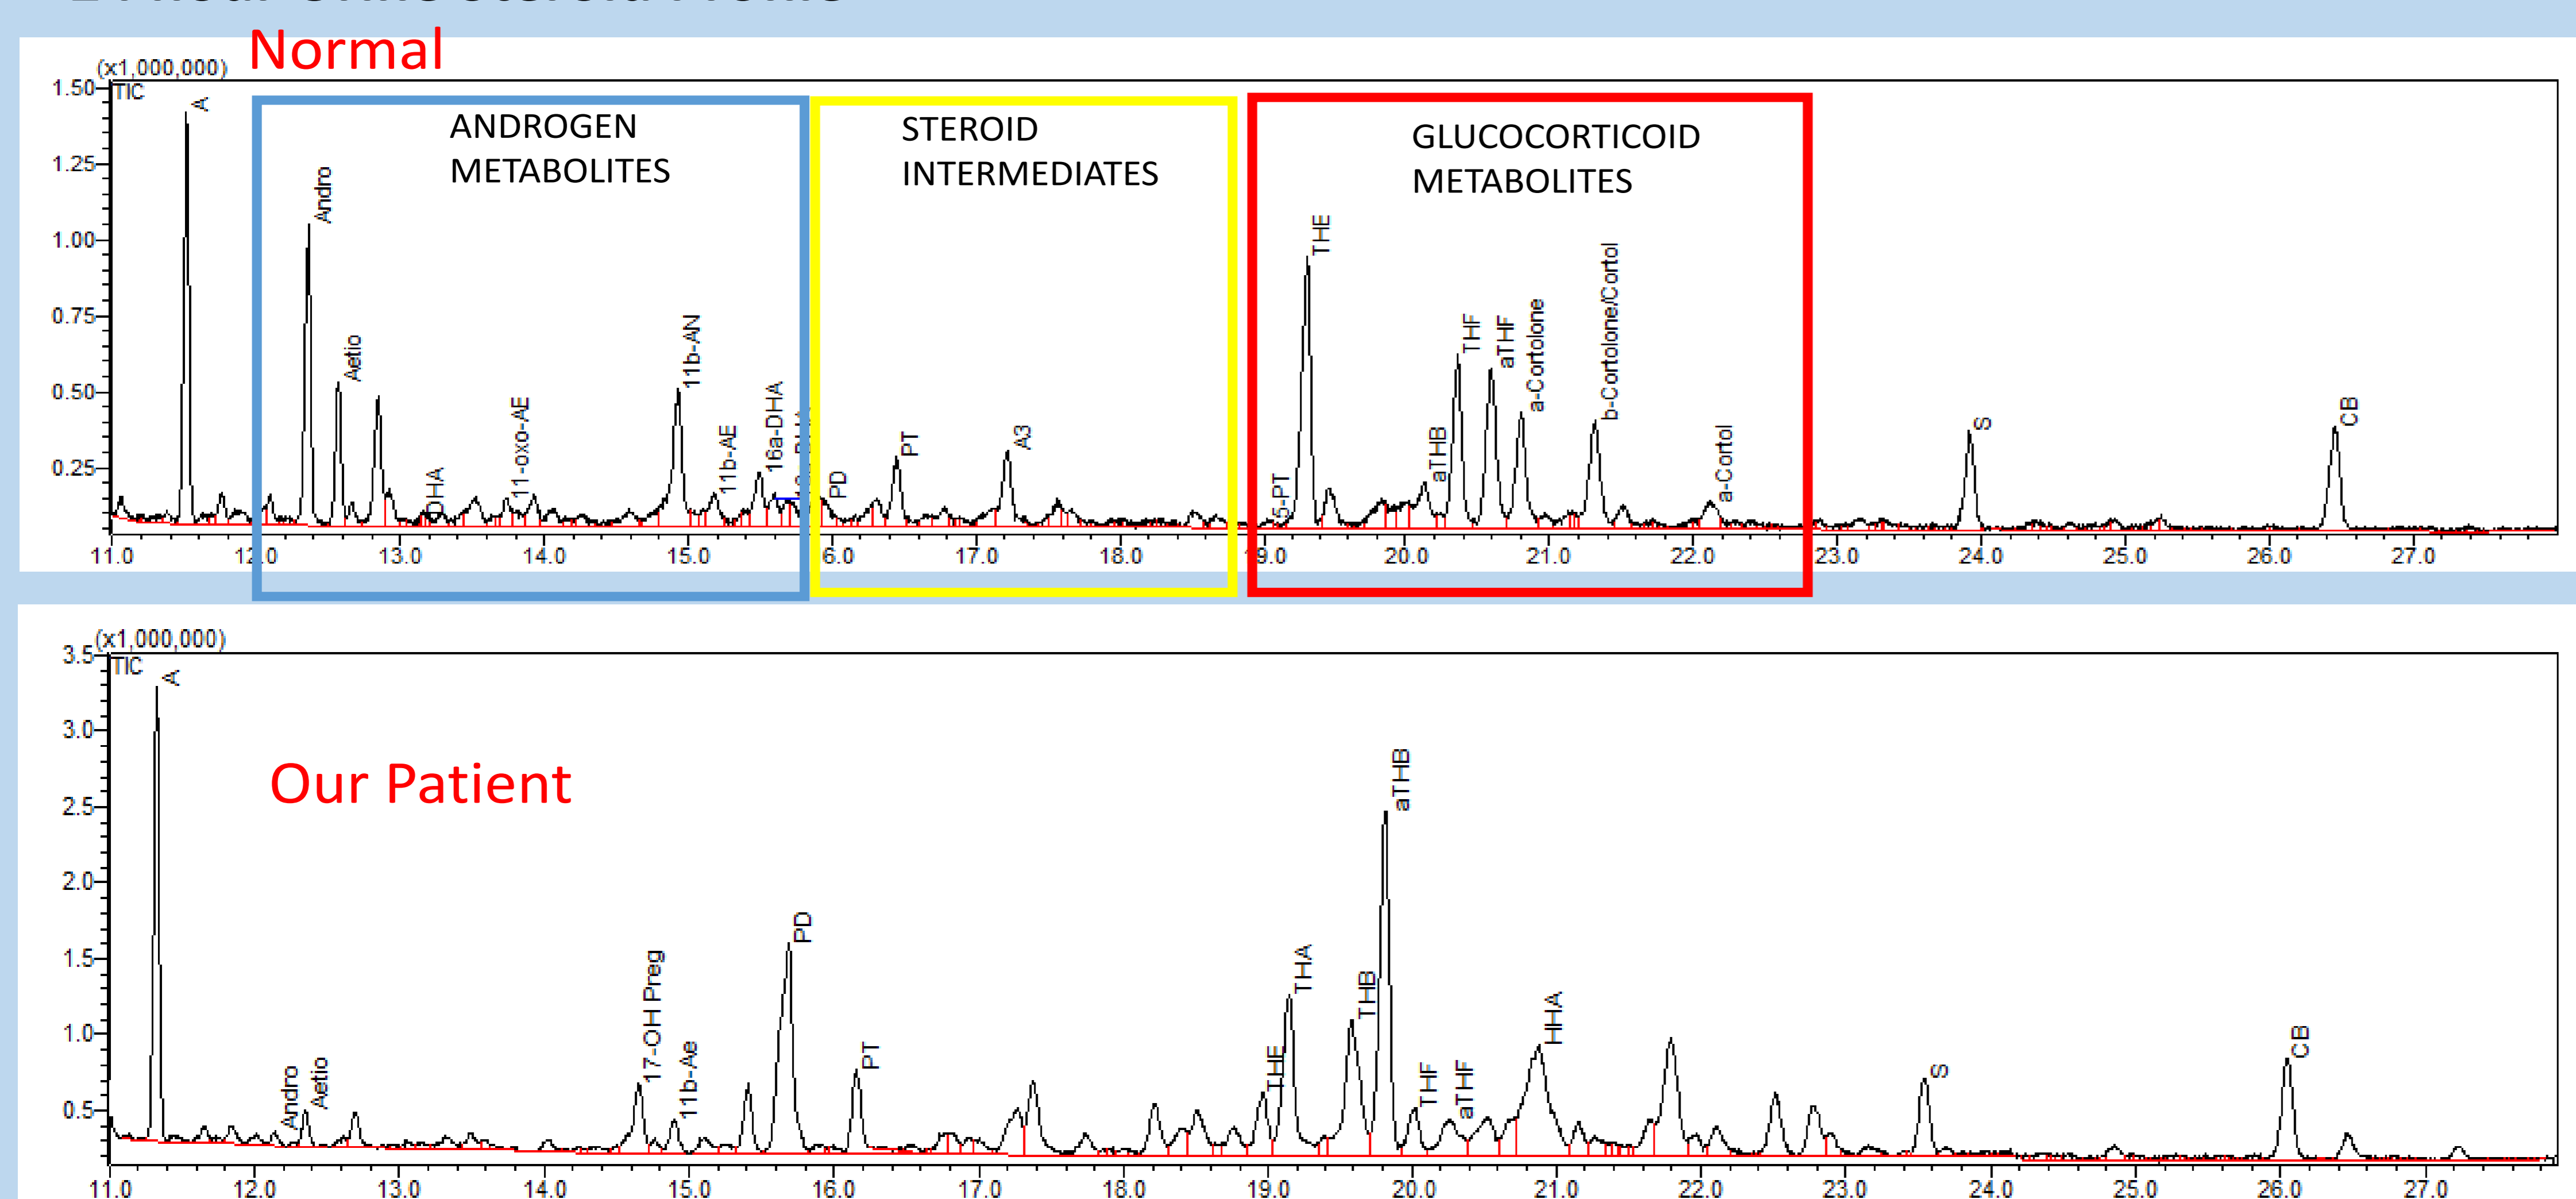 Normal
(x1,000,000)
TIC
1.50
1.25
1.00
0.75
0.50
0.25
ANDROGEN
METABOLITES
STEROID
INTERMEDIATES
GLUCOCORTICOID
METABOLITES
A
Andro
Aetio
DHA
11-oxo-AE
11b-AN
11b-AE
16a-DHA
PD
PT
A3
5-PT
THE
aTHB
THF
aTHF
a-Cortolone
b-Cortolone/Cortol
a-Cortol
S
CB
11.0 12.0 13.0 14.0 15.0 6.0 17.0 18.0 9.0 20.0 21.0 22.0 23.0 24.0 25.0 26.0 27.0
(x1,000,000)
TIC
3.5
3.0
2.5
2.0
1.5
1.0
0.5
Our Patient
A
Andro
Aetio
17-OH Preg
11b-Ae
PD
PT
THE
THA
THB
aTHB
THF
aTHF
HHA
S
CB
11.0 12.0 13.0 14.0 15.0 16.0 17.0 18.0 19.0 20.0 21.0 22.0 23.0 24.0 25.0 26.0 27.0